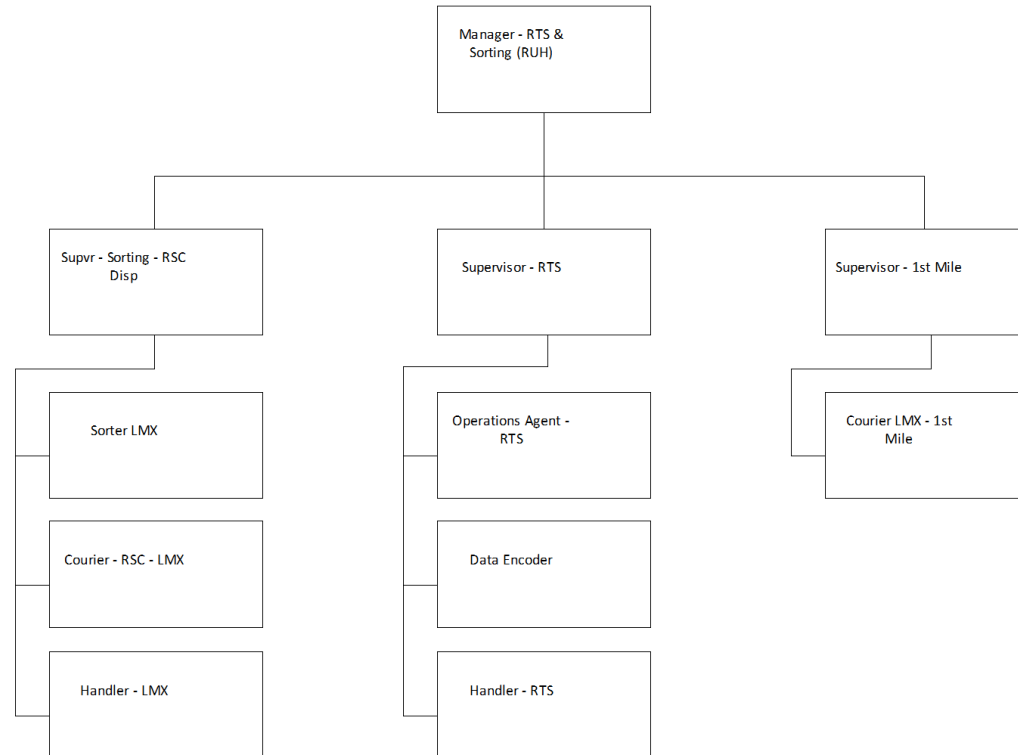 Manager - RTS &
Sorting (RUH)
Supvr - Sorting - RSC
Disp
Supervisor - RTS
Supervisor - 1st Mile
Sorter LMX
Operations Agent -
RTS
Courier LMX - 1st
Mile
Courier - RSC - LMX
Data Encoder
Handler - LMX
Handler - RTS